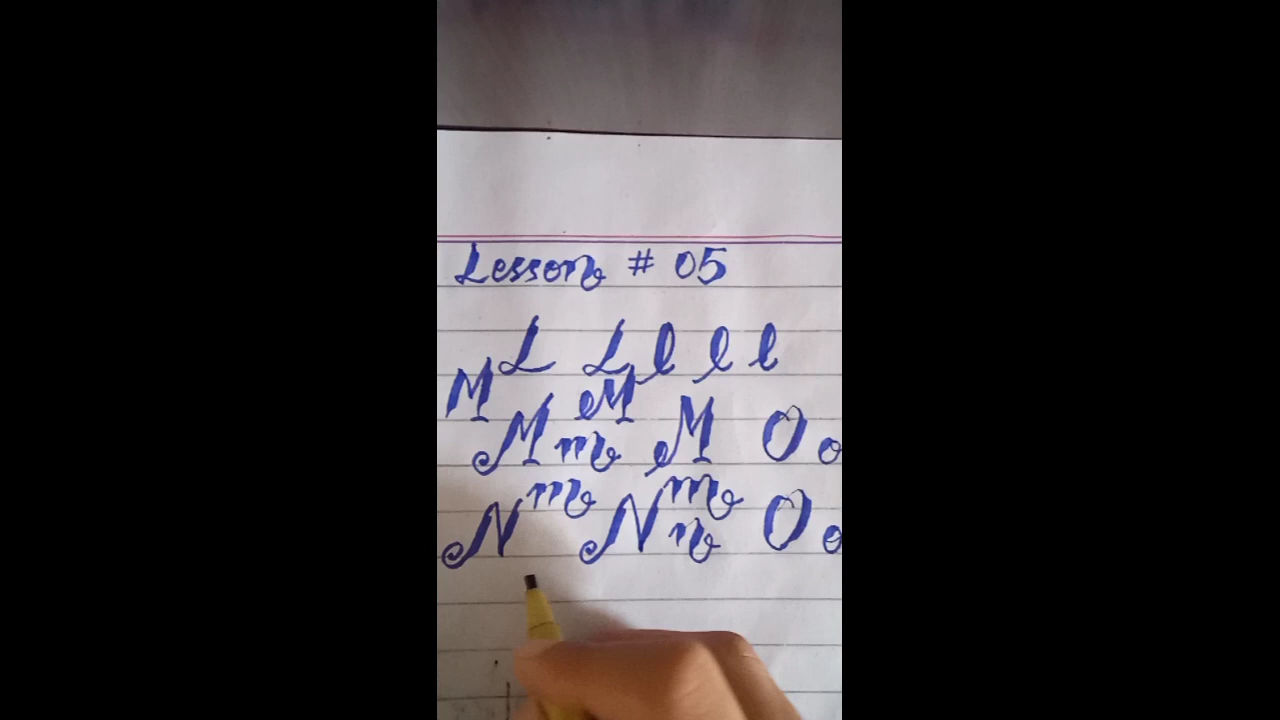 Lesson # 05
L L l l l
M M
M m M O o
m m
N N n O o